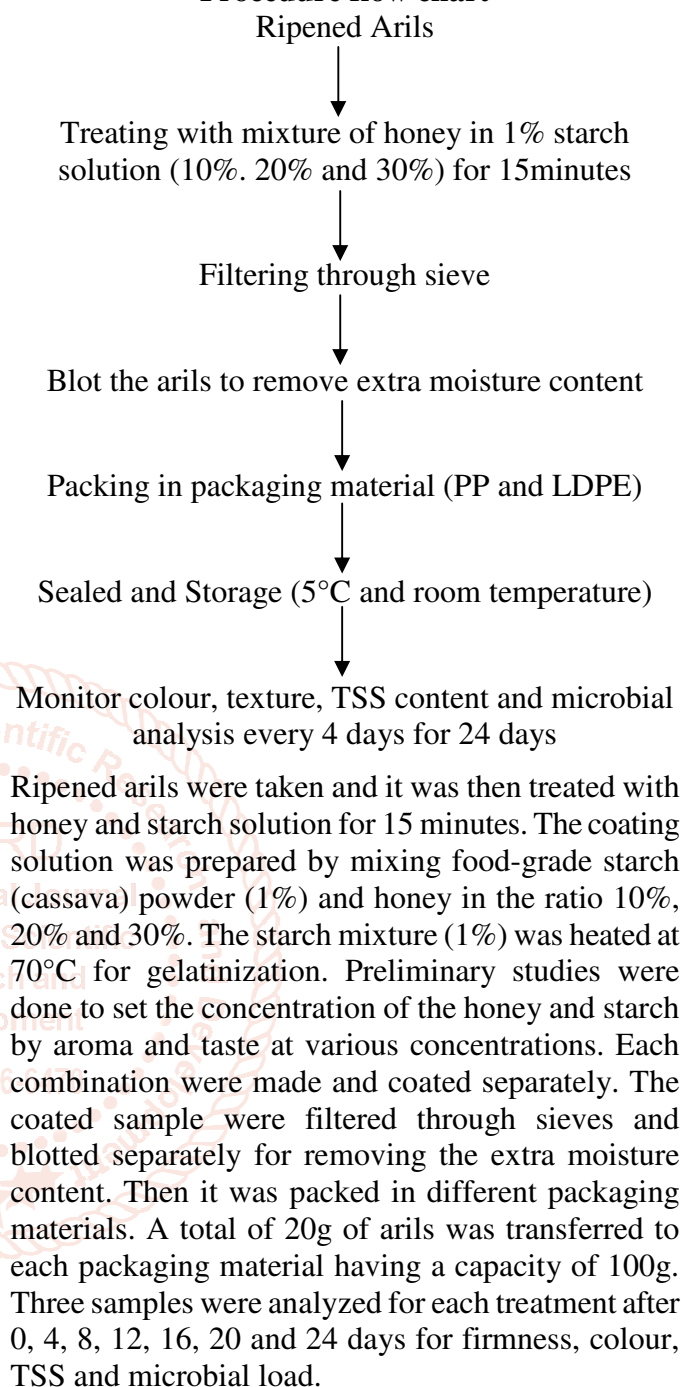 Ripened Arils
Treating with mixture of honey in 1% starch
solution (10%. 20% and 30%) for 15minutes
Filtering through sieve
Blot the arils to remove extra moisture content
Packing in packaging material (PP and LDPE)
Sealed and Storage (5°C and room temperature)
Monitor colour, texture, TSS content and microbial
analysis every 4 days for 24 days
Ripened arils were taken and it was then treated with
honey and starch solution for 15 minutes. The coating
solution was prepared by mixing food-grade starch
(cassava) powder (1%) and honey in the ratio 10%,
20% and 30%. The starch mixture (1%) was heated at
70°C for gelatinization. Preliminary studies were
done to set the concentration of the honey and starch
by aroma and taste at various concentrations. Each
combination were made and coated separately. The
coated sample were filtered through sieves and
blotted separately for removing the extra moisture
content. Then it was packed in different packaging
materials. A total of 20g of arils was transferred to
each packaging material having a capacity of 100g.
Three samples were analyzed for each treatment after
0, 4, 8, 12, 16, 20 and 24 days for firmness, colour,
TSS and microbial load.